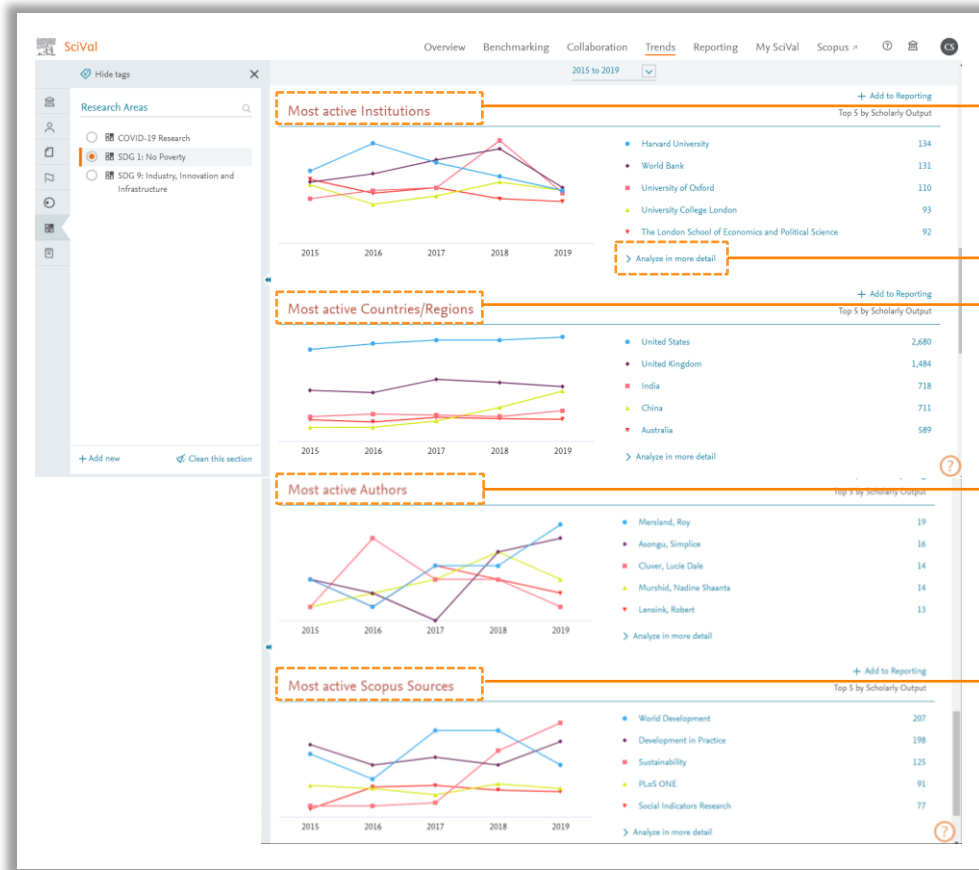 SciVal
Overview Benchmarking Collaboration Trends Reporting My SciVal Scopus
CS
Hide tags
2015 to 2019
Research Areas
COVID-19 Research
SDG 1: No Poverty
SDG 9: Industry, Innovation and
Infrastructure
+ Add new
Clean this section
+ Add to Reporting
Most active Institutions
Top 5 by Scholarly Output
Harvard University 134
World Bank 131
University of Oxford 110
University College London 93
The London School of Economics and Political Science 92
2015 2016 2017 2018 2019
Analyze in more detail
+ Add to Reporting
Most active Countries/Regions
Top 5 by Scholarly Output
United States 2,680
United Kingdom 1,484
India 718
China 711
Australia 589
2015 2016 2017 2018 2019
Analyze in more detail
Most active Authors
Top 5 by Scholarly Output
Mersland, Roy 19
Asongu, Simplice 16
Cluver, Lucie Dale 14
Murshid, Nadine Shaanta 14
Lensink, Robert 13
2015 2016 2017 2018 2019
Analyze in more detail
+ Add to Reporting
Most active Scopus Sources
Top 5 by Scholarly Output
World Development 207
Development in Practice 198
Sustainability 125
PLoS ONE 91
Social Indicators Research 77
2015 2016 2017 2018 2019
Analyze in more detail